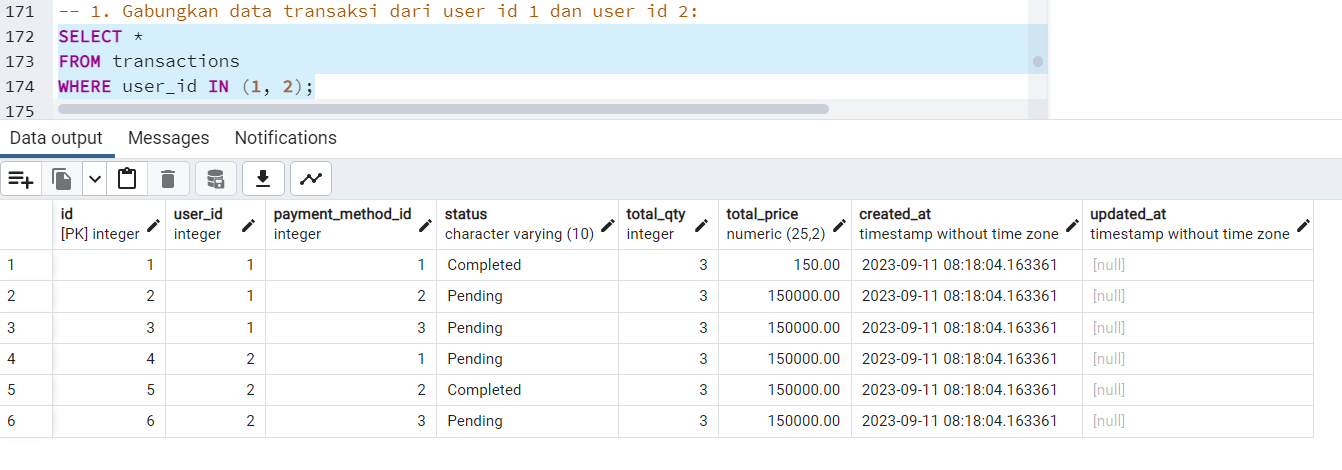 171 -- 1. Gabungkan data transaksi dari user id 1 dan user id 2:
172 SELECT *
173 FROM transactions
174 WHERE user_id IN (1, 2);
175
Data output Messages Notifications
id user_id payment_method_id status total_qty total_price created_at updated_at
[PK] integer integer integer character varying (10) integer numeric (25,2) timestamp without time zone timestamp without time zone
1 1 1 1 Completed 3 150.00 2023-09-11 08:18:04.163361 [null]
2 2 1 2 Pending 3 150000.00 2023-09-11 08:18:04.163361 [null]
3 3 1 3 Pending 3 150000.00 2023-09-11 08:18:04.163361 [null]
4 4 2 1 Pending 3 150000.00 2023-09-11 08:18:04.163361 [null]
5 5 2 2 Completed 3 150000.00 2023-09-11 08:18:04.163361 [null]
6 6 2 3 Pending 3 150000.00 2023-09-11 08:18:04.163361 [null]